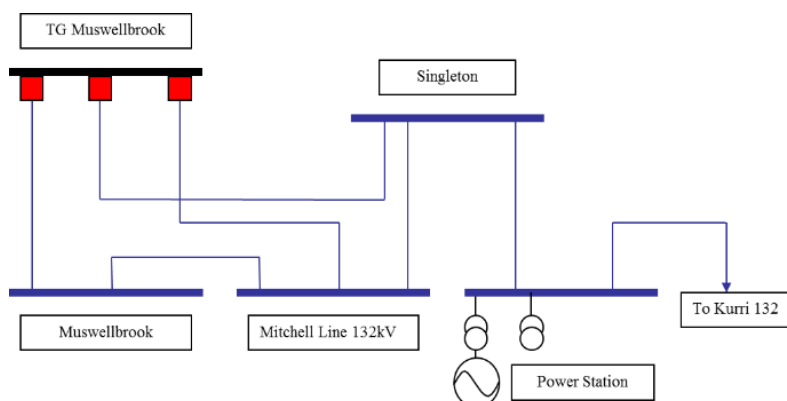 TG Muswellbrook
Singleton
Muswellbrook
Mitchell Line 132kV
To Kurri 132
Power Station